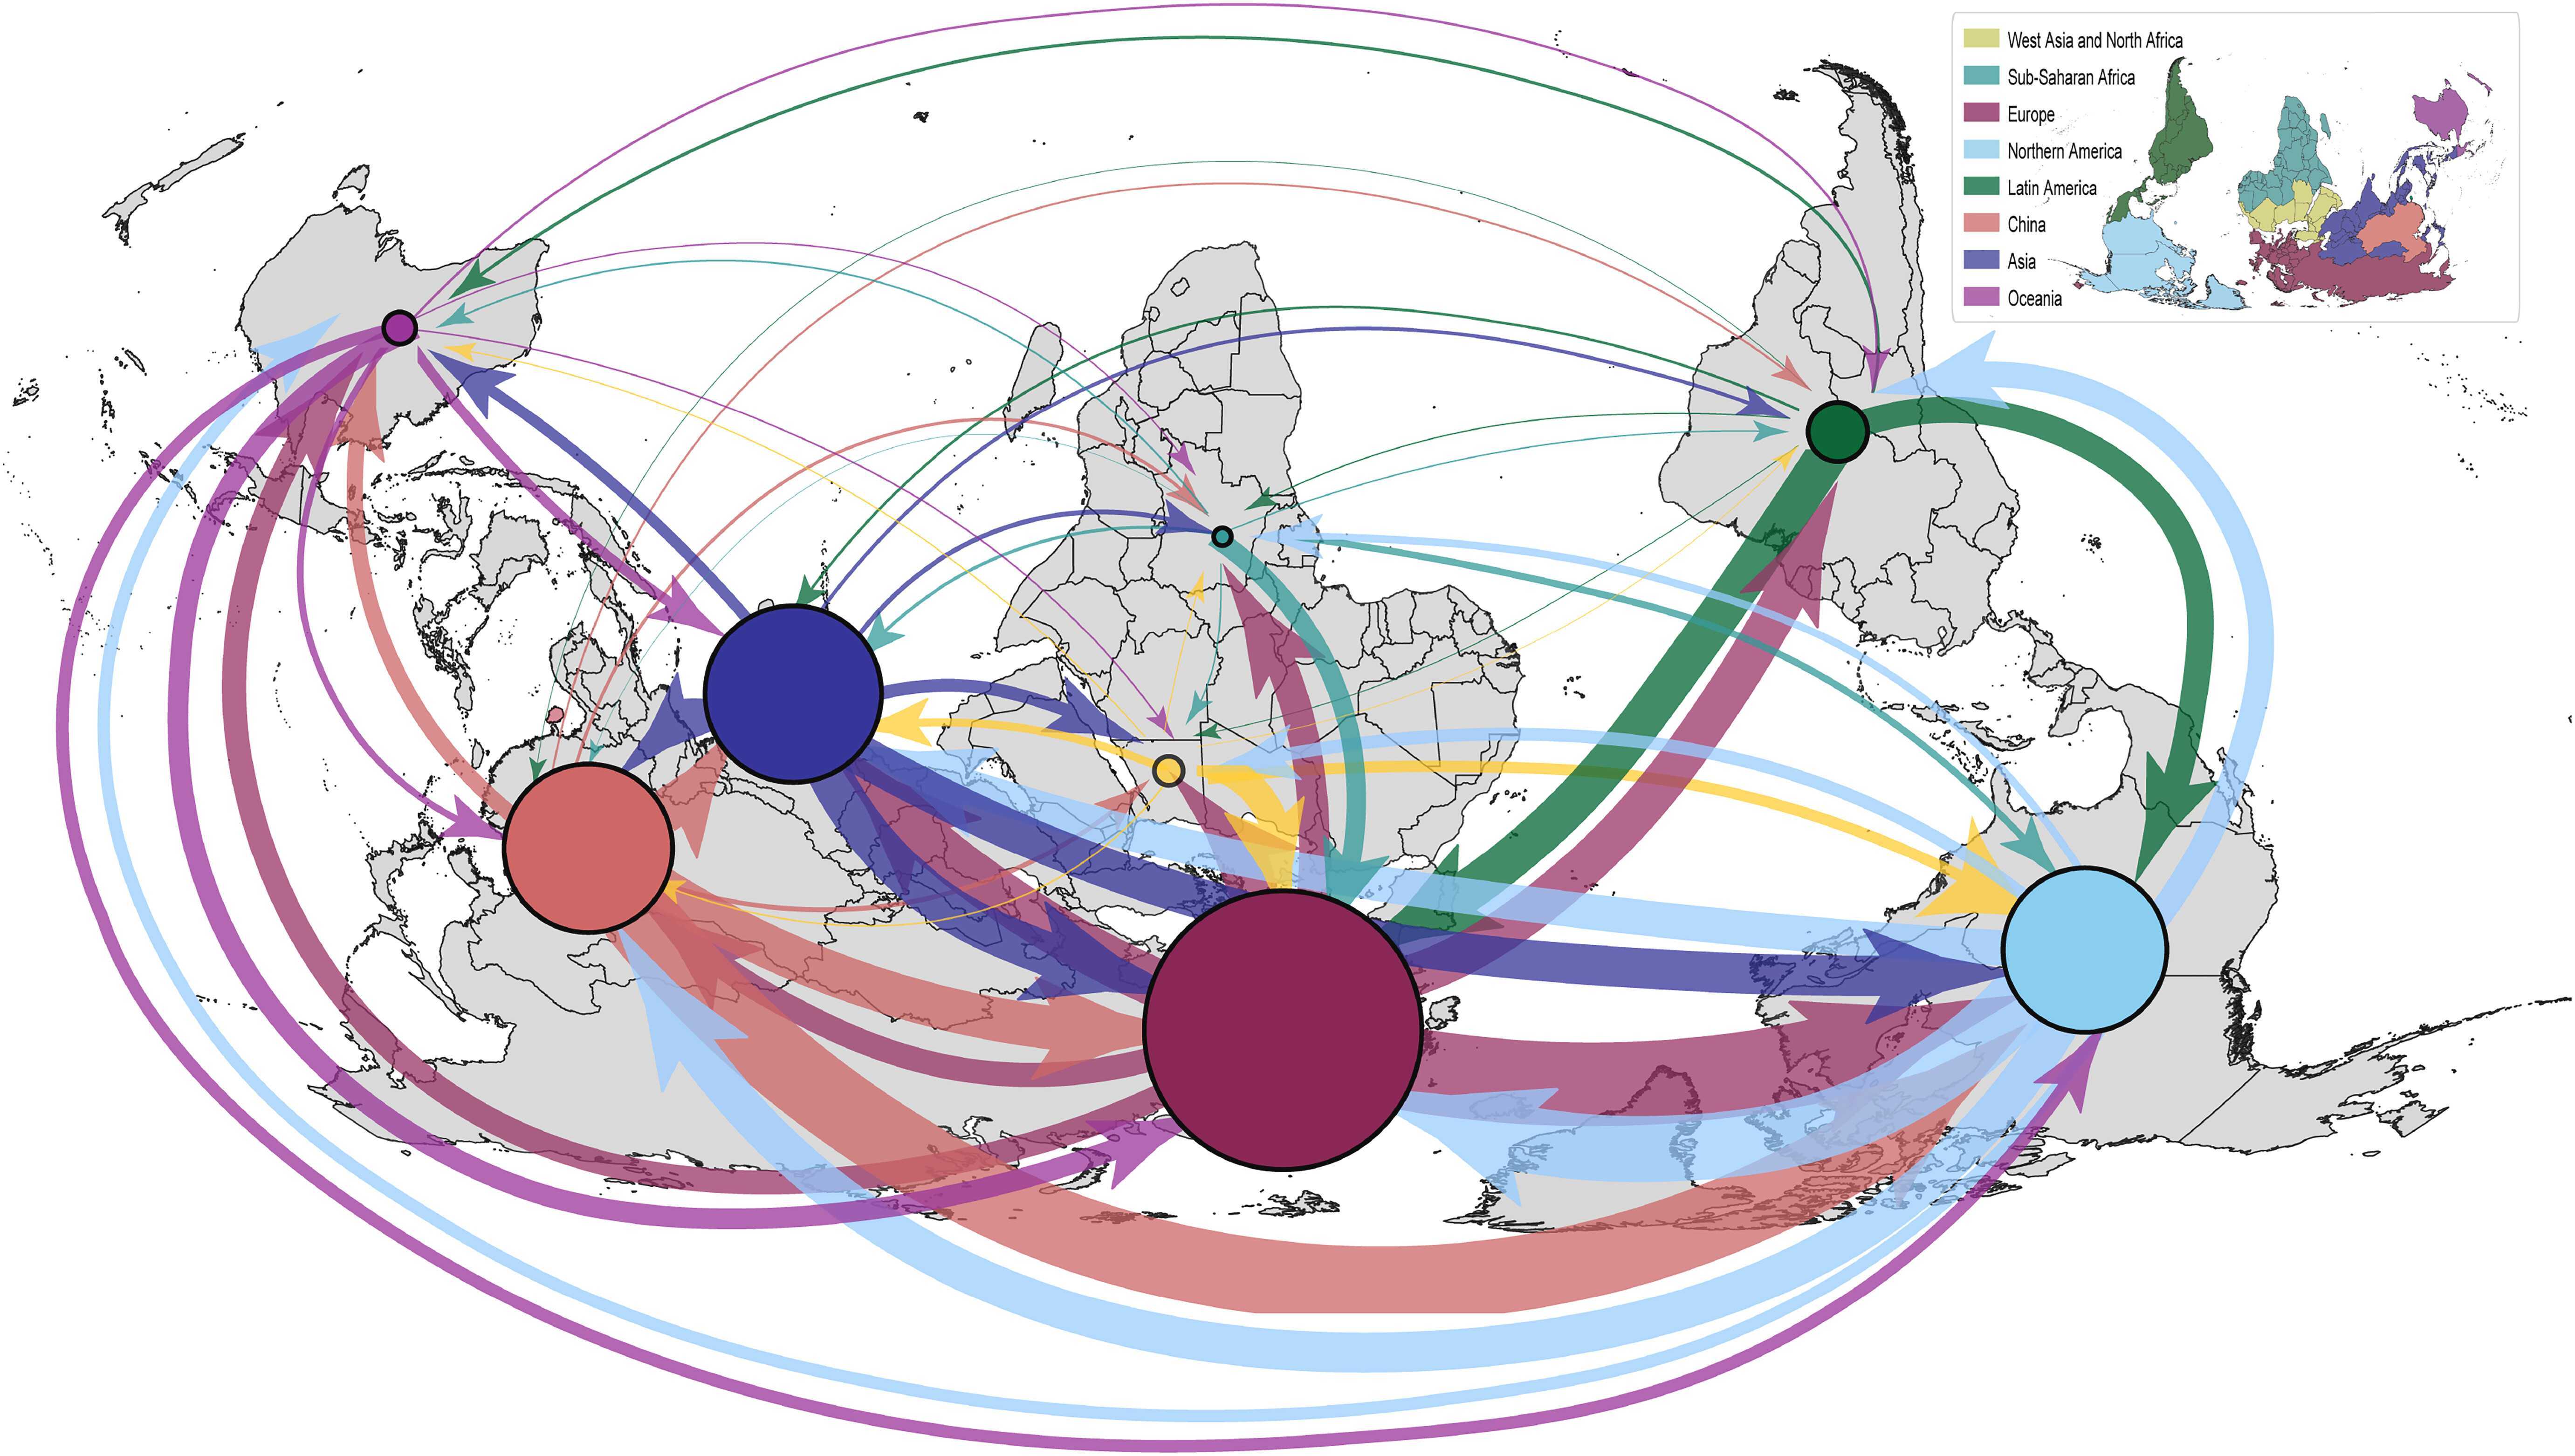 West Asia and North Africa
Sub-Saharan Africa
Europe
Northern America
Latin America
China
Asia
Oceania